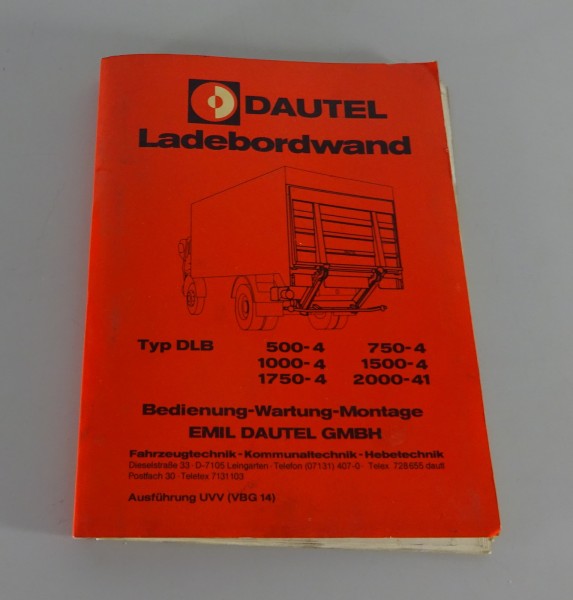 DAUTEL
Ladebordwand
Typ DLB 500-4 750-4
1000-4 1500-4
1750-4 2000-41
Bedienung-Wartung-Montage
EMIL DAUTEL GMBH
Fahrzeugtechnik-Kommunaltechnik-Hebetechnik
Dieselstraße 33 · D-7105 Leingarten · Telefon (07131) 407-0 · Telex 728655 dautl
Postfach 30 · Teletex 7131103
Ausführung UVV (VBG 14)